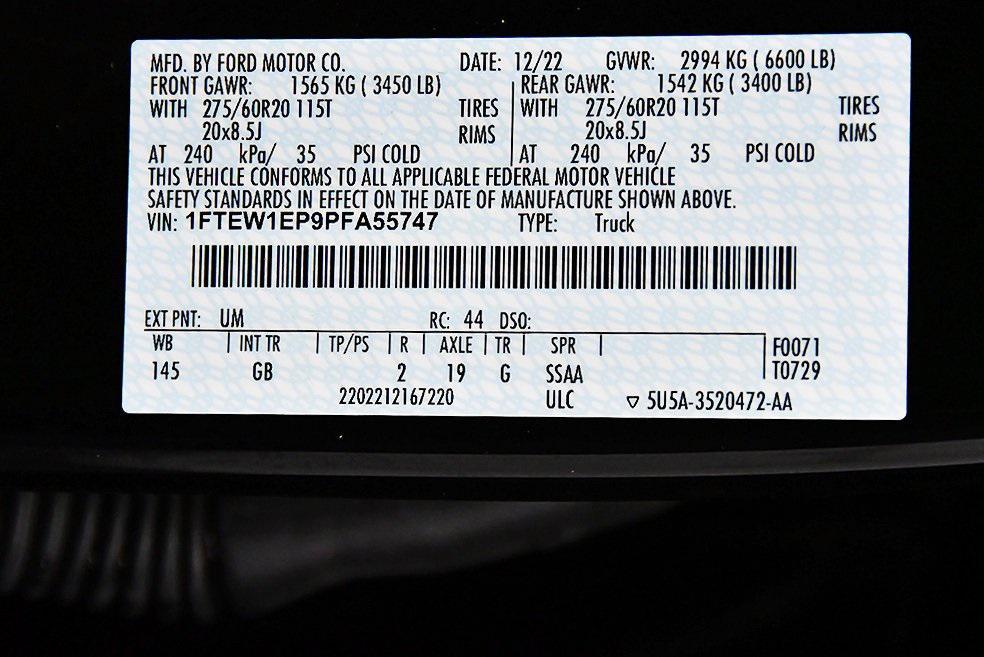 MFD. BY FORD MOTOR CO. DATE: 12/22 GVWR: 2994 KG ( 6600 LB)
FRONT GAWR: 1565 KG ( 3450 LB) REAR GAWR: 1542 KG ( 3400 LB)
WITH 275/60R20 115T TIRES WITH 275/60R20 115T TIRES
20x8.5J RIMS 20x8.5J RIMS
AT 240 kPa/ 35 PSI COLD AT 240 kPa/ 35 PSI COLD
THIS VEHICLE CONFORMS TO ALL APPLICABLE FEDERAL MOTOR VEHICLE
SAFETY STANDARDS IN EFFECT ON THE DATE OF MANUFACTURE SHOWN ABOVE.
VIN: 1FTEW1EP9PFA55747 TYPE: Truck
EXT PNT: UM RC: 44 DSO:
WB | INT TR | TP/PS | R | AXLE | TR | SPR | F0071
145 GB 2 19 G SSAA T0729
2202212167220 ULC ▽ 5U5A-3520472-AA